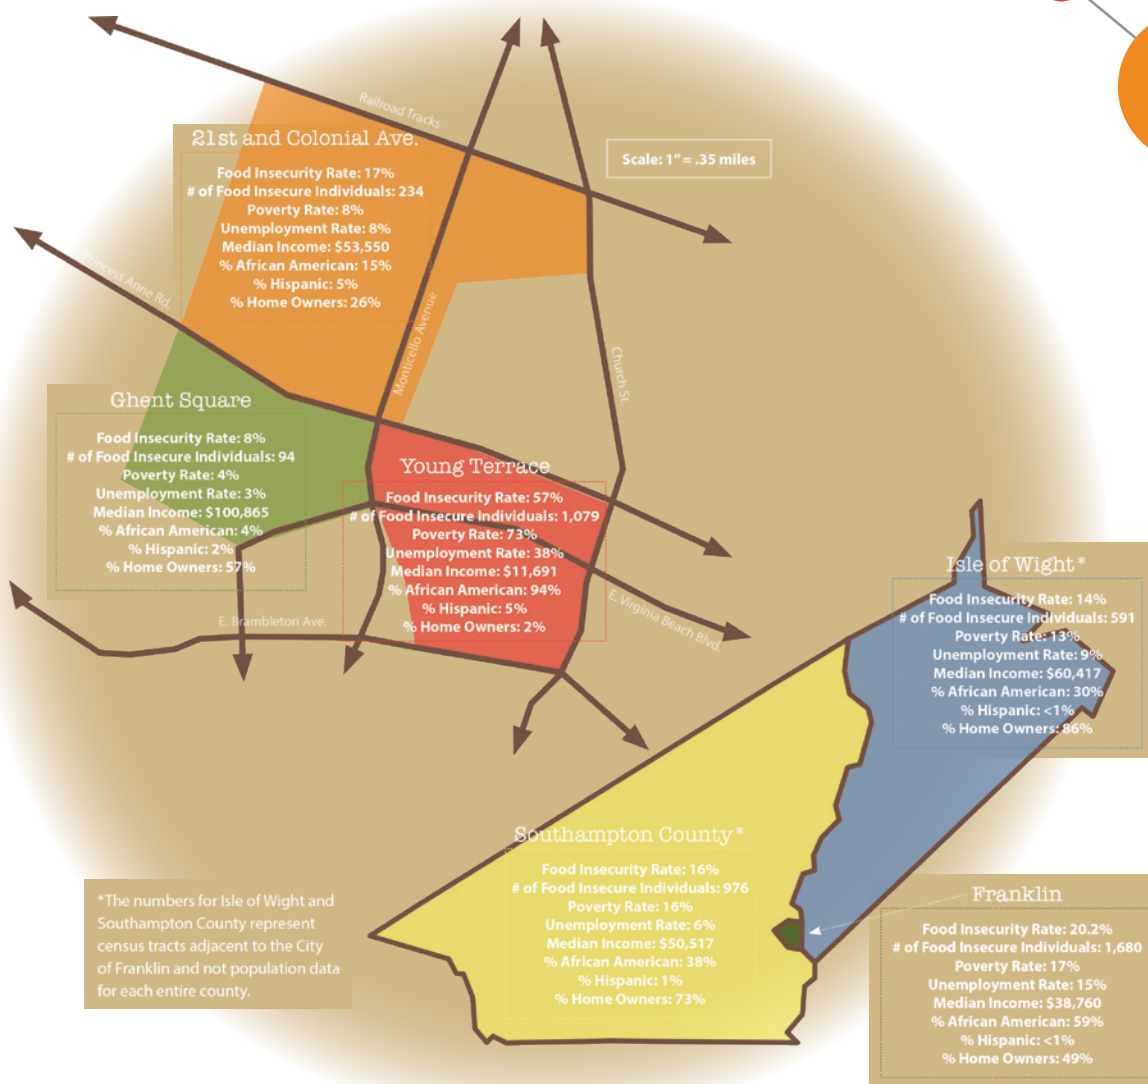 Railroad Tracks
21st and Colonial Ave.
Food Insecurity Rate: 17%
# of Food Insecure Individuals: 234
Poverty Rate: 8%
Unemployment Rate: 8%
Median Income: $53,550
% African American: 15%
% Hispanic: 5%
% Home Owners: 26%
Scale: 1" = .35 miles
Princess Anne Rd.
Monticello Avenue
Church St.
Ghent Square
Food Insecurity Rate: 8%
# of Food Insecure Individuals: 94
Poverty Rate: 4%
Unemployment Rate: 3%
Median Income: $100,865
% African American: 4%
% Hispanic: 2%
% Home Owners: 57%
Young Terrace
Food Insecurity Rate: 57%
# of Food Insecure Individuals: 1,079
Poverty Rate: 73%
Unemployment Rate: 38%
Median Income: $11,691
% African American: 94%
% Hispanic: 5%
% Home Owners: 2%
E. Brambleton Ave.
E. Virginia Beach Blvd.
Isle of Wight*
Food Insecurity Rate: 14%
# of Food Insecure Individuals: 591
Poverty Rate: 13%
Unemployment Rate: 9%
Median Income: $60,417
% African American: 30%
% Hispanic: <1%
% Home Owners: 86%
Southampton County*
Food Insecurity Rate: 16%
# of Food Insecure Individuals: 976
Poverty Rate: 16%
Unemployment Rate: 6%
Median Income: $50,517
% African American: 38%
% Hispanic: 1%
% Home Owners: 73%
*The numbers for Isle of Wight and
Southampton County represent
census tracts adjacent to the City
of Franklin and not population data
for each entire county.
Franklin
Food Insecurity Rate: 20.2%
# of Food Insecure Individuals: 1,680
Poverty Rate: 17%
Unemployment Rate: 15%
Median Income: $38,760
% African American: 59%
% Hispanic: <1%
% Home Owners: 49%